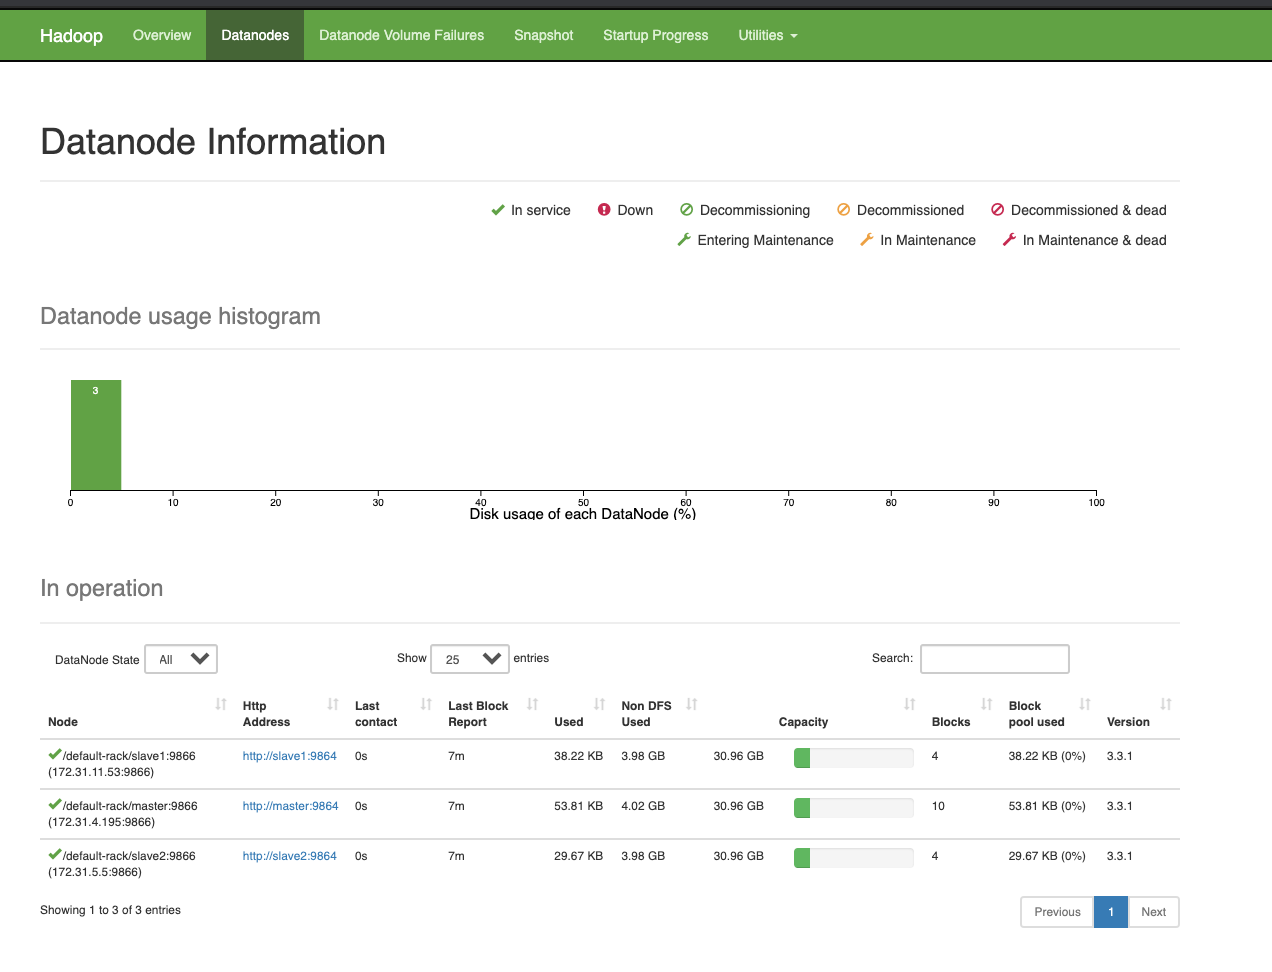 Hadoop Overview Datanodes Datanode Volume Failures Snapshot Startup Progress Utilities
Datanode Information
In service Down Decommissioning Decommissioned Decommissioned & dead
Entering Maintenance In Maintenance In Maintenance & dead
Datanode usage histogram
3
0 10 20 30 40 50 60 70 80 90 100
Disk usage of each DataNode (%)
In operation
DataNode State All Show 25 entries Search:
Http Last Last Block Non DFS Block
Node Address contact Report Used Used Capacity Blocks pool used Version
/default-rack/slave1:9866 http://slave1:9864 0s 7m 38.22 KB 3.98 GB 30.96 GB 4 38.22 KB (0%) 3.3.1
(172.31.11.53:9866)
/default-rack/master:9866 http://master:9864 0s 7m 53.81 KB 4.02 GB 30.96 GB 10 53.81 KB (0%) 3.3.1
(172.31.4.195:9866)
/default-rack/slave2:9866 http://slave2:9864 0s 7m 29.67 KB 3.98 GB 30.96 GB 4 29.67 KB (0%) 3.3.1
(172.31.5.5:9866)
Showing 1 to 3 of 3 entries Previous 1 Next